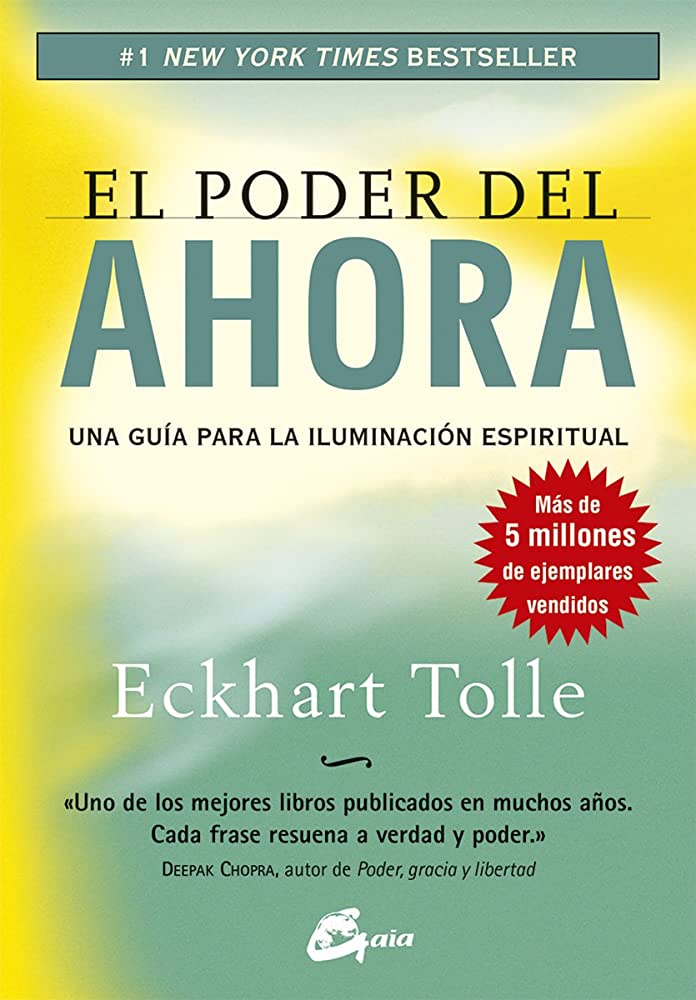 #1 NEW YORK TIMES BESTSELLER
EL PODER DEL
AHORA
UNA GUÍA PARA LA ILUMINACIÓN ESPIRITUAL
Más de
5 millones
de ejemplares
vendidos
Eckhart Tolle
«Uno de los mejores libros publicados en muchos años.
Cada frase resuena a verdad y poder.»
DEEPAK CHOPRA, autor de Poder, gracia y libertad
Gaia